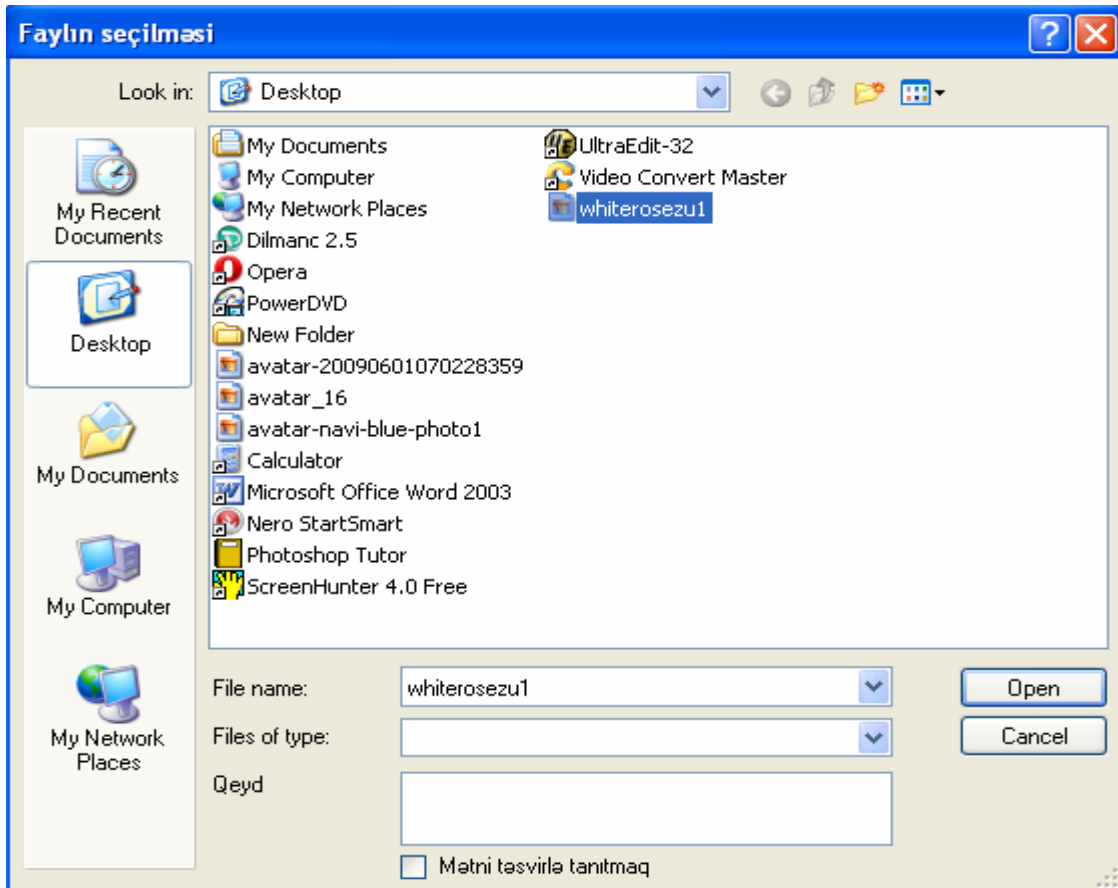 Faylın seçilməsi
Look in:
Desktop
My Recent
Documents
Desktop
My Documents
My Computer
My Network
Places
My Documents
My Computer
My Network Places
Dilmanc 2.5
Opera
PowerDVD
New Folder
avatar-20090601070228359
avatar_16
avatar-navi-blue-photo1
Calculator
Microsoft Office Word 2003
Nero StartSmart
Photoshop Tutor
ScreenHunter 4.0 Free
UltraEdit-32
Video Convert Master
whiterosezu1
File name:
whiterosezu1
Open
Files of type:
Cancel
Qeyd
Mətni təsvirlə tanıtmaq